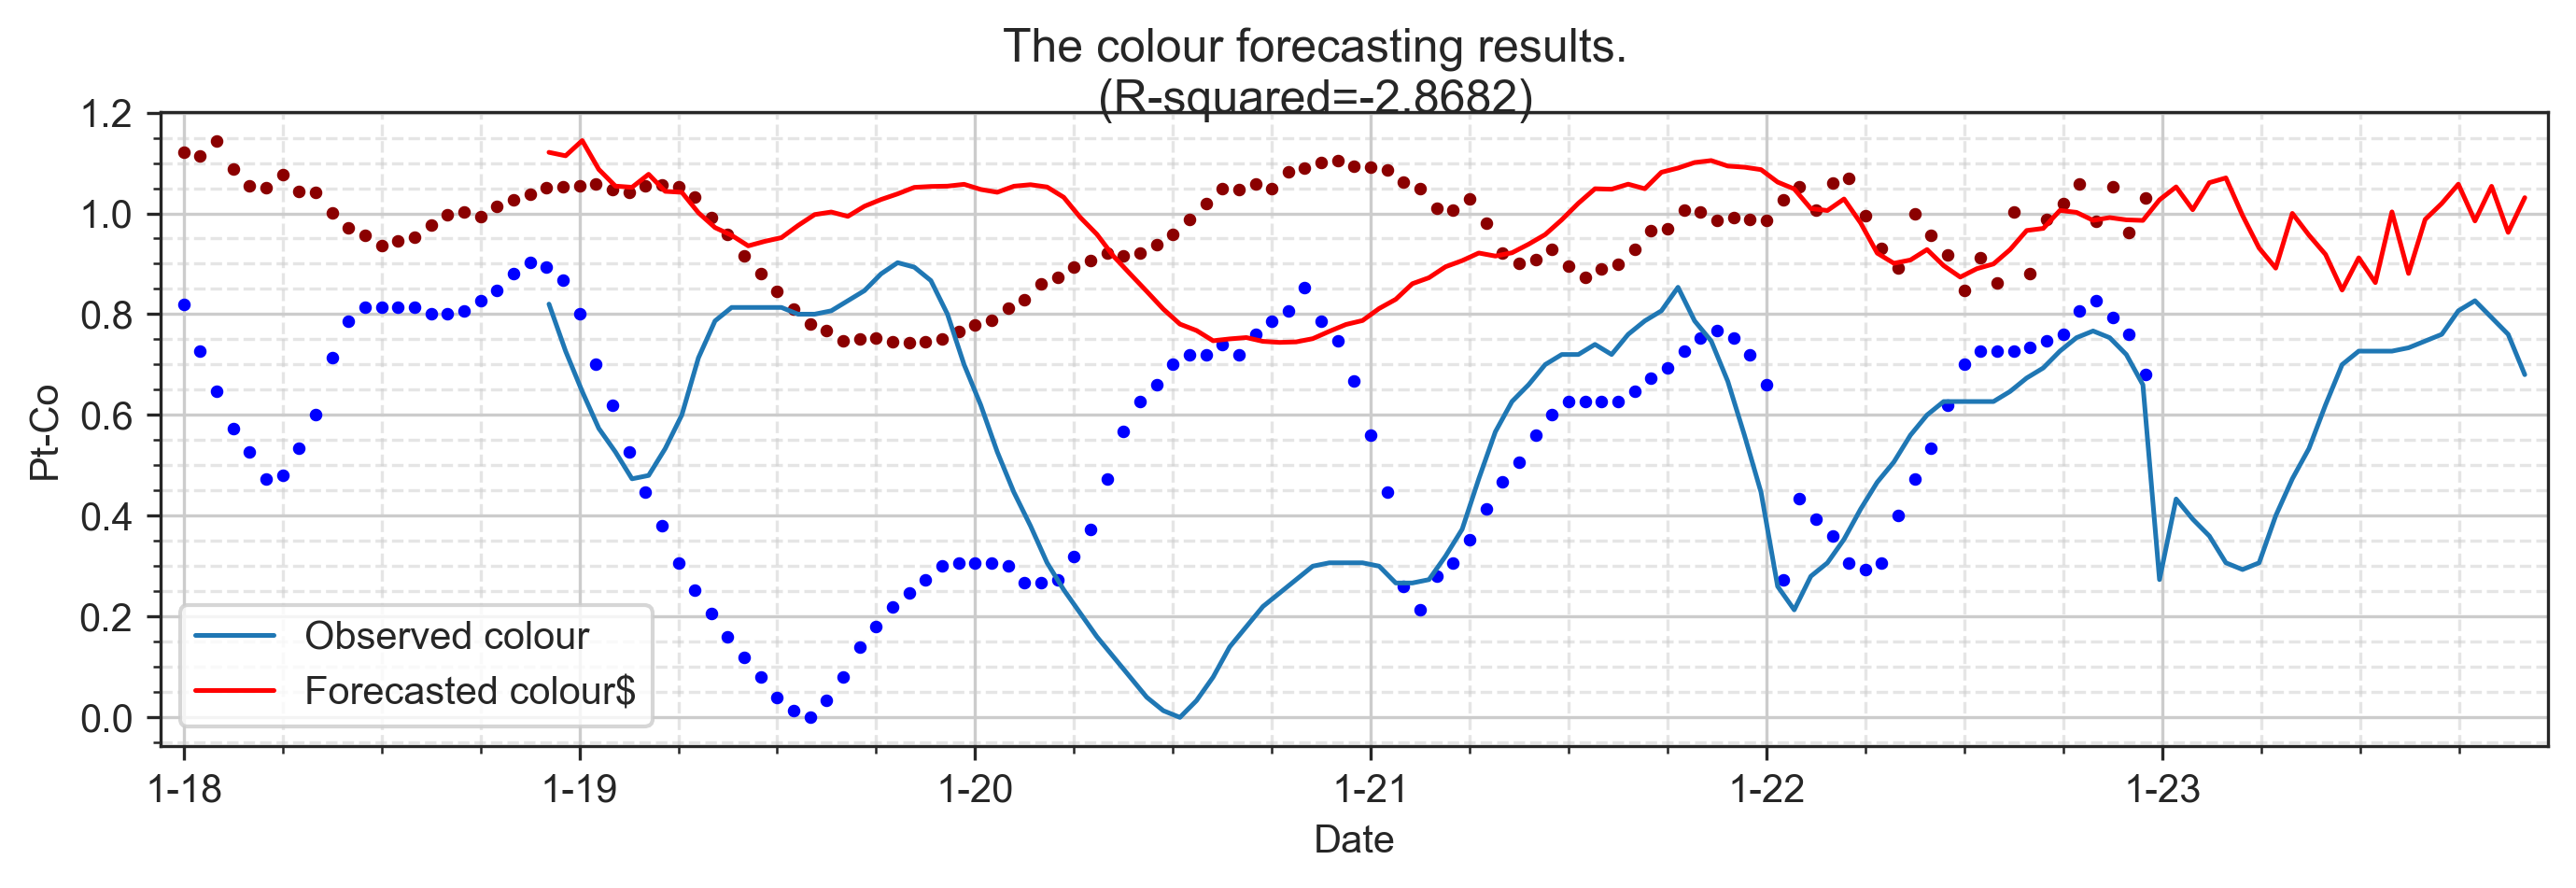 The colour forecasting results.
(R-squared=-2.8682)
1.2
1.0
0.8
0.6
0.4
0.2
0.0
Pt-Co
Observed colour
Forecasted colour$
1-18 1-19 1-20 1-21 1-22 1-23
Date